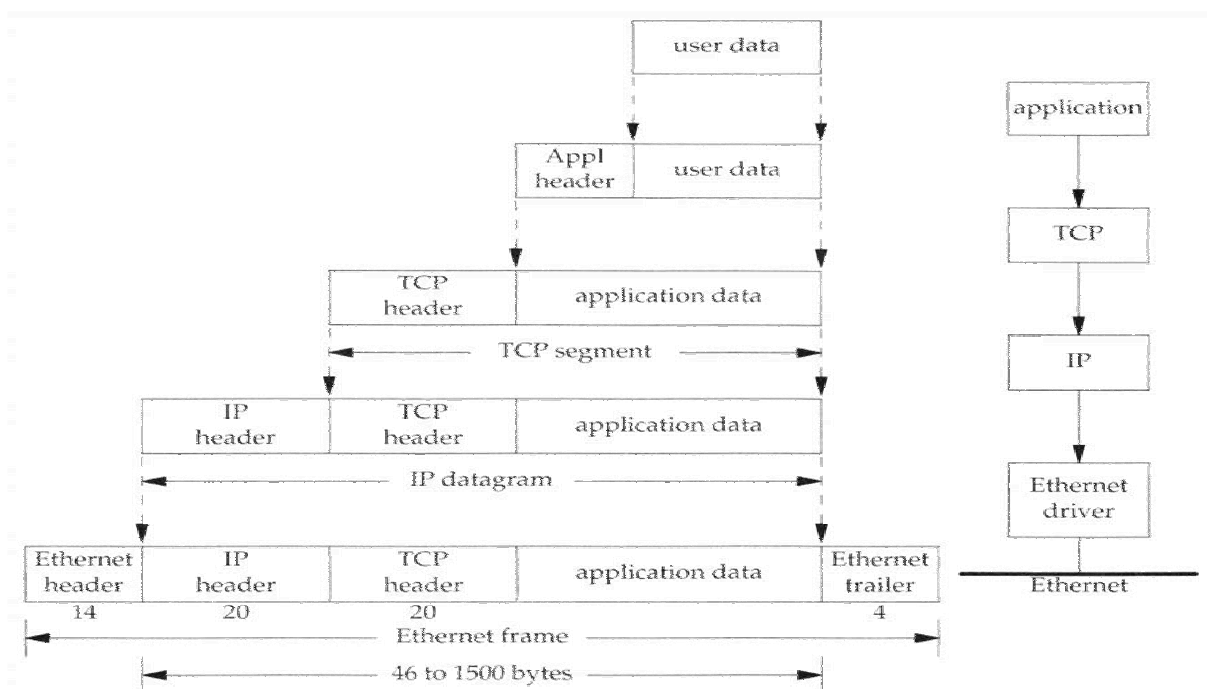 user data
application
Appl
header
user data
TCP
TCP
header
application data
TCP segment
IP
IP
header
TCP
header
application data
IP datagram
Ethernet
driver
Ethernet
header
IP
header
TCP
header
application data
Ethernet
trailer
Ethernet
14
20
20
4
Ethernet frame
46 to 1500 bytes